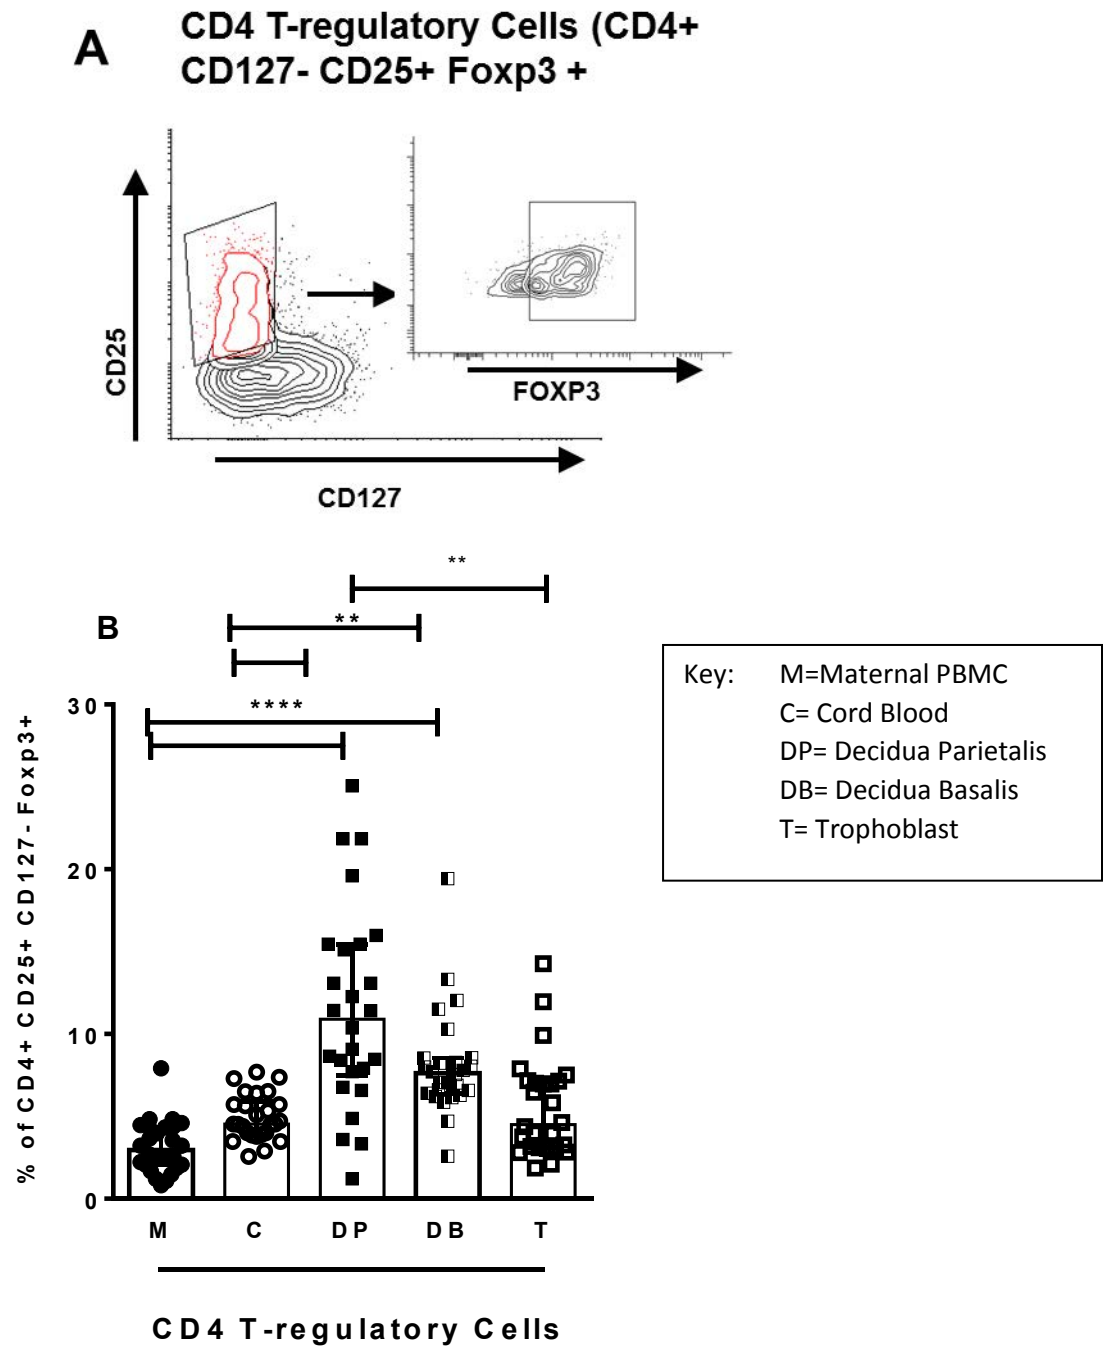 A
CD4 T-regulatory Cells (CD4+
CD127- CD25+ Foxp3 +
CD25
FOXP3
CD127
**
B
**
****
30
20
10
0
% of CD4+ CD25+ CD127- Foxp3+
M C DP DB T
CD4 T-regulatory Cells
Key: M=Maternal PBMC
C= Cord Blood
DP= Decidua Parietalis
DB= Decidua Basalis
T= Trophoblast